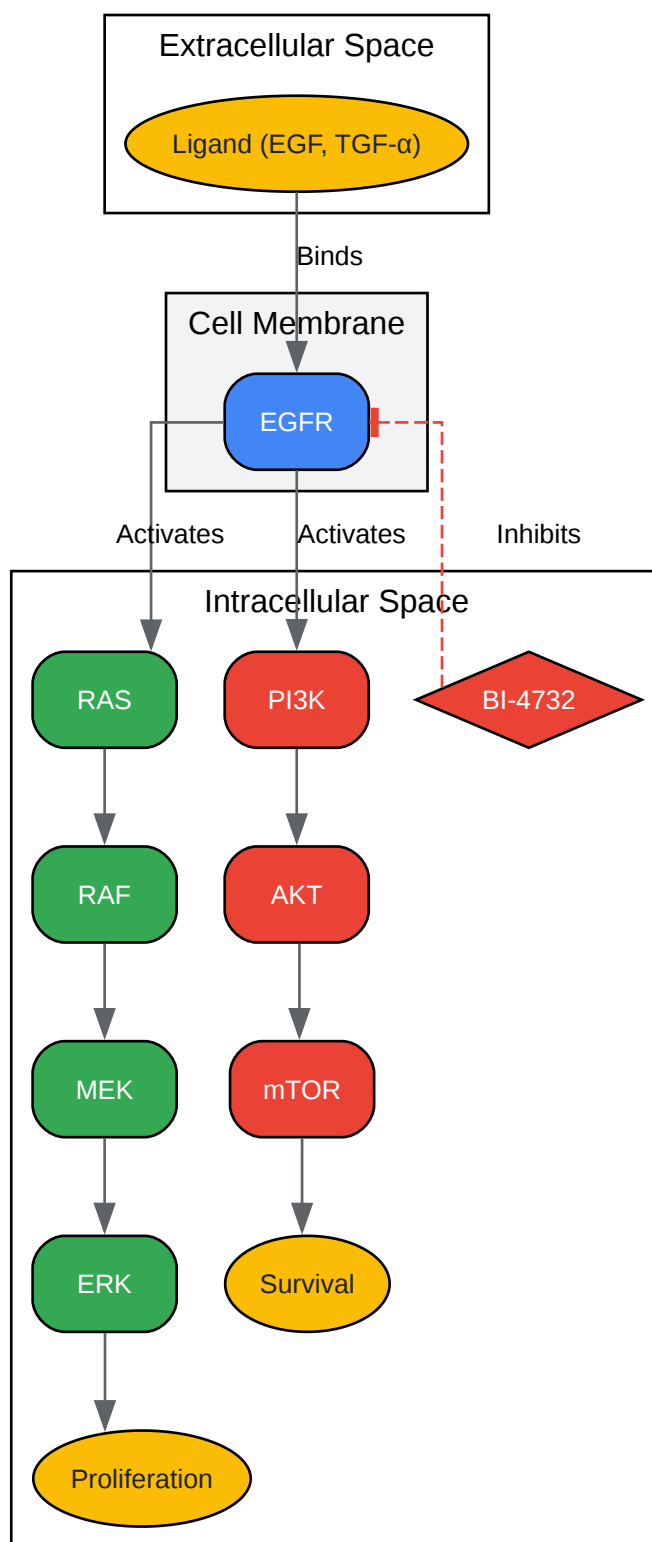 Extracellular Space
Ligand (EGF, TGF-α)
Binds
Cell Membrane
EGFR
Activates
Activates
Inhibits
Intracellular Space
RAS
PI3K
BI-4732
RAF
AKT
MEK
mTOR
ERK
Survival
Proliferation